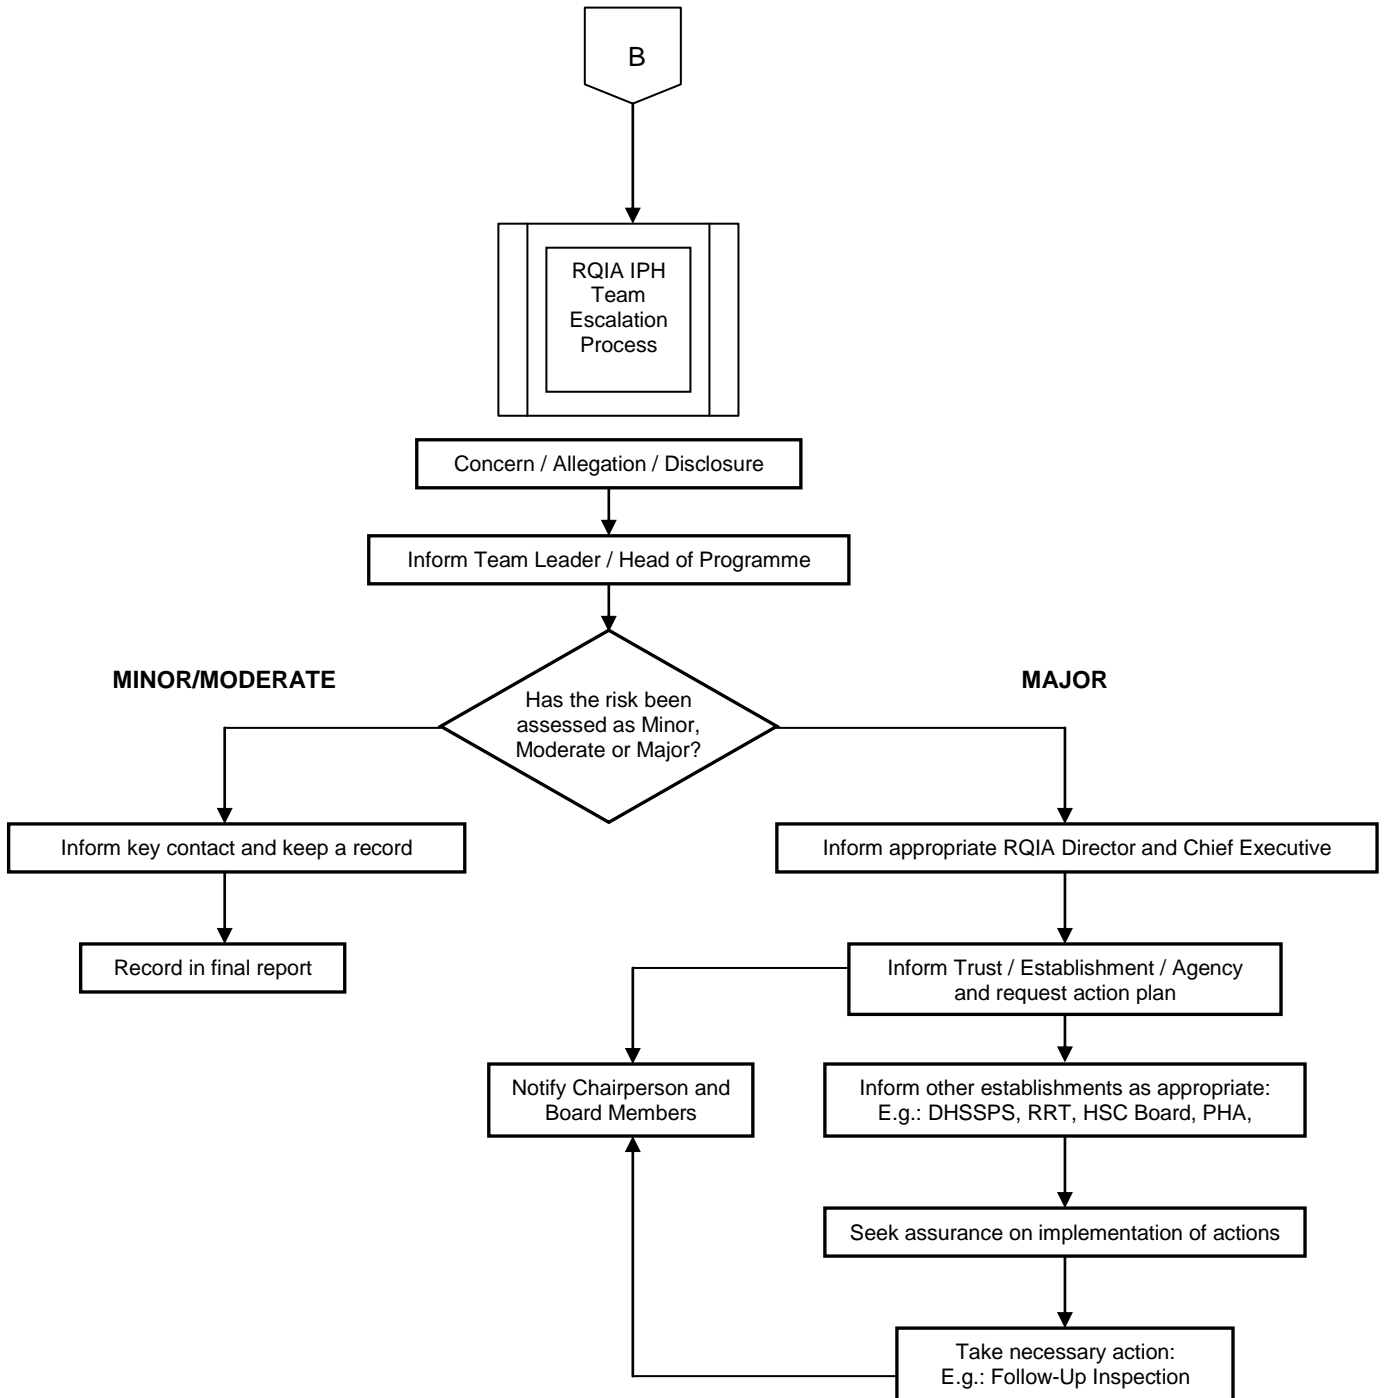 B
RQIA IPH
Team
Escalation
Process
Concern / Allegation / Disclosure
Inform Team Leader / Head of Programme
MINOR/MODERATE
MAJOR
Has the risk been
assessed as Minor,
Moderate or Major?
Inform key contact and keep a record
Inform appropriate RQIA Director and Chief Executive
Record in final report
Inform Trust / Establishment / Agency
and request action plan
Notify Chairperson and
Board Members
Inform other establishments as appropriate:
E.g.: DHSSPS, RRT, HSC Board, PHA,
Seek assurance on implementation of actions
Take necessary action:
E.g.: Follow-Up Inspection